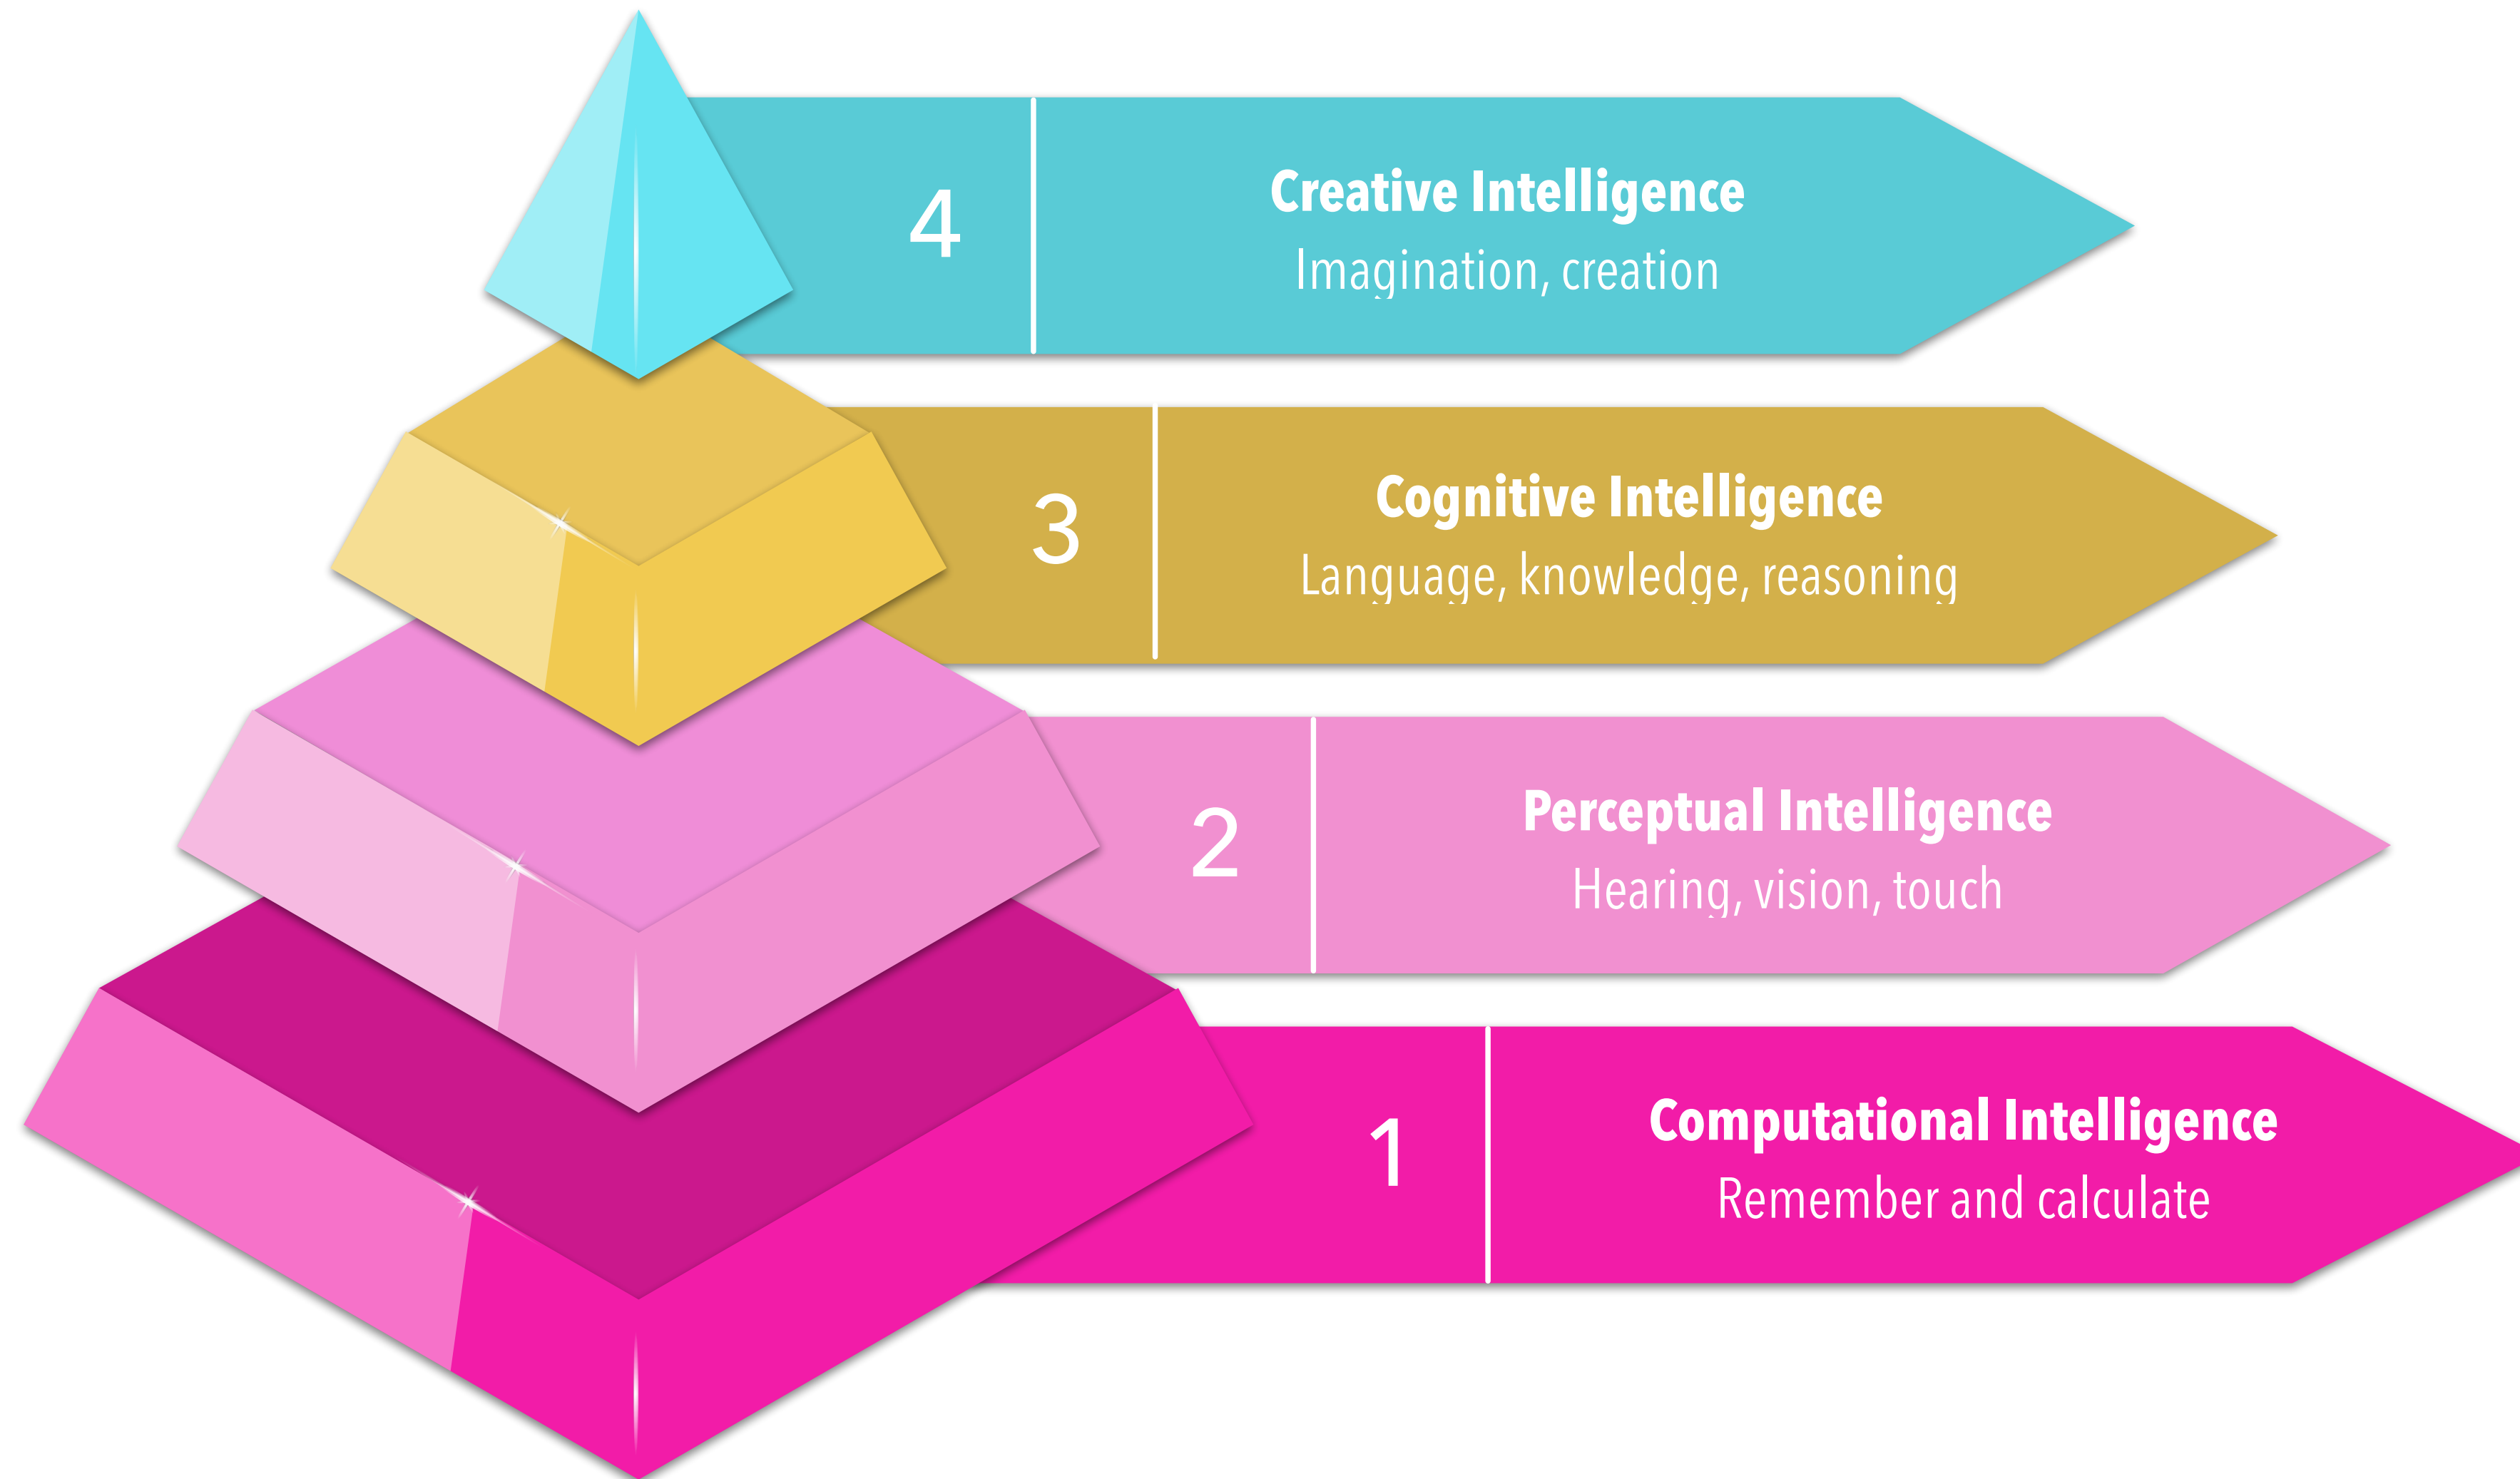 4
Creative Intelligence
Imagination, creation
3
Cognitive Intelligence
Language, knowledge, reasoning
2
Perceptual Intelligence
Hearing, vision, touch
1
Computational Intelligence
Remember and calculate